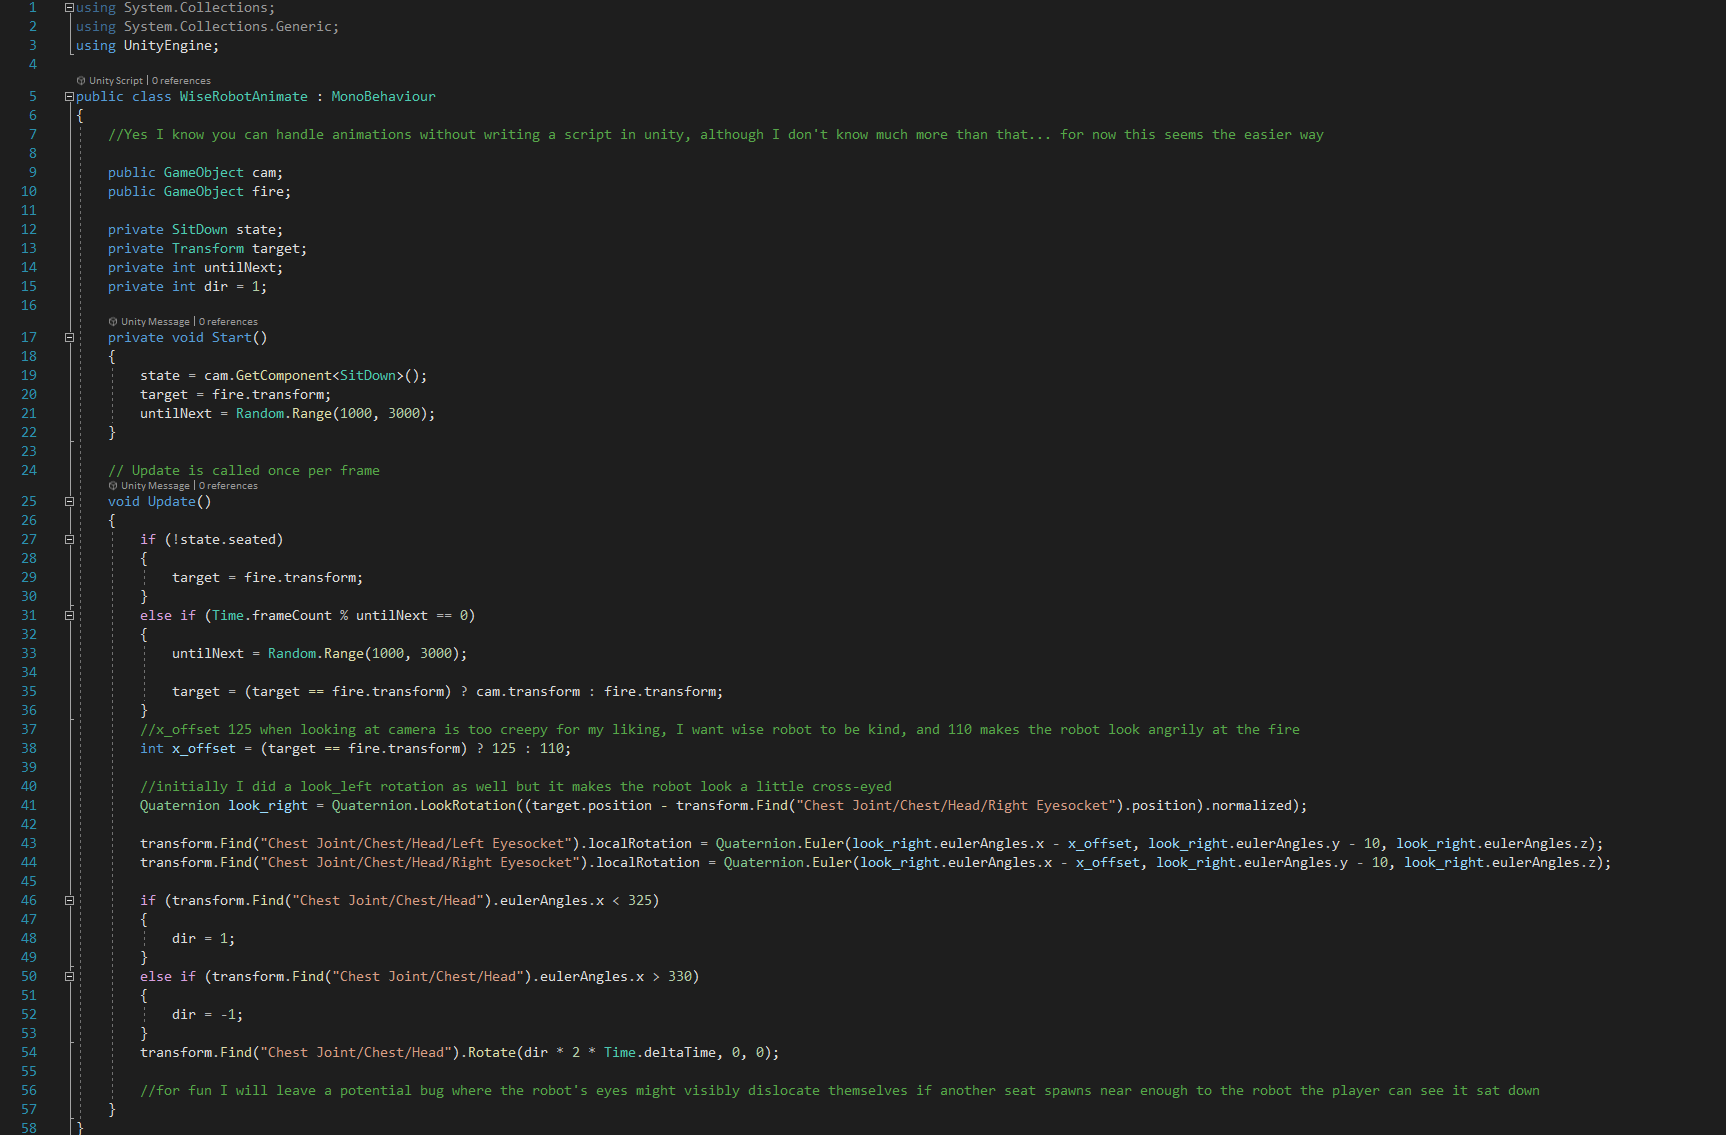 1 using System.Collections;
2 using System.Collections.Generic;
3 using UnityEngine;
4
Unity Script | 0 references
5 public class WiseRobotAnimate : MonoBehaviour
6 {
7 //Yes I know you can handle animations without writing a script in unity, although I don't know much more than that... for now this seems the easier way
8
9 public GameObject cam;
10 public GameObject fire;
11
12 private SitDown state;
13 private Transform target;
14 private int untilNext;
15 private int dir = 1;
16
Unity Message | 0 references
17 private void Start()
18 {
19 state = cam.GetComponent<SitDown>();
20 target = fire.transform;
21 untilNext = Random.Range(1000, 3000);
22 }
23
24 // Update is called once per frame
Unity Message | 0 references
25 void Update()
26 {
27 if (!state.seated)
28 {
29 target = fire.transform;
30 }
31 else if (Time.frameCount % untilNext == 0)
32 {
33 untilNext = Random.Range(1000, 3000);
34
35 target = (target == fire.transform) ? cam.transform : fire.transform;
36 }
37 //x_offset 125 when looking at camera is too creepy for my liking, I want wise robot to be kind, and 110 makes the robot look angrily at the fire
38 int x_offset = (target == fire.transform) ? 125 : 110;
39
40 //initially I did a look_left rotation as well but it makes the robot look a little cross-eyed
41 Quaternion look_right = Quaternion.LookRotation((target.position - transform.Find("Chest Joint/Chest/Head/Right Eyesocket").position).normalized);
42
43 transform.Find("Chest Joint/Chest/Head/Left Eyesocket").localRotation = Quaternion.Euler(look_right.eulerAngles.x - x_offset, look_right.eulerAngles.y - 10, look_right.eulerAngles.z);
44 transform.Find("Chest Joint/Chest/Head/Right Eyesocket").localRotation = Quaternion.Euler(look_right.eulerAngles.x - x_offset, look_right.eulerAngles.y - 10, look_right.eulerAngles.z);
45
46 if (transform.Find("Chest Joint/Chest/Head").eulerAngles.x < 325)
47 {
48 dir = 1;
49 }
50 else if (transform.Find("Chest Joint/Chest/Head").eulerAngles.x > 330)
51 {
52 dir = -1;
53 }
54 transform.Find("Chest Joint/Chest/Head").Rotate(dir * 2 * Time.deltaTime, 0, 0);
55
56 //for fun I will leave a potential bug where the robot's eyes might visibly dislocate themselves if another seat spawns near enough to the robot the player can see it sat down
57 }
58 }